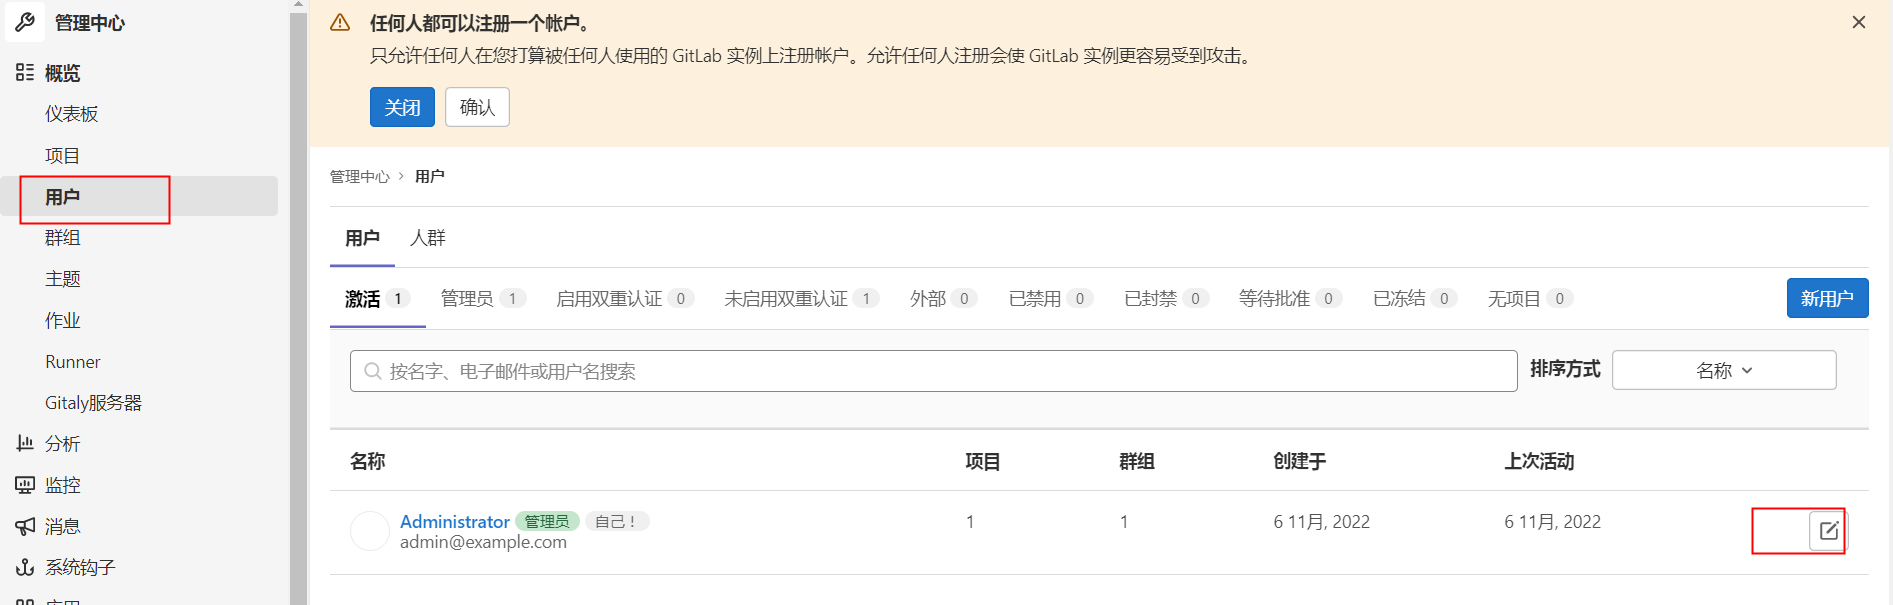 管理中心
概览
仪表板
项目
用户
群组
主题
作业
Runner
Gitaly服务器
分析
监控
消息
系统钩子
任何人都可以注册一个帐户。
只允许任何人在您打算被任何人使用的 GitLab 实例上注册帐户。允许任何人注册会使 GitLab 实例更容易受到攻击。
关闭 确认
管理中心 > 用户
用户 人群
激活 1 管理员 1 启用双重认证 0 未启用双重认证 1 外部 0 已禁用 0 已封禁 0 等待批准 0 已冻结 0 无项目 0 新用户
按名字、电子邮件或用户名搜索 排序方式 名称
名称 项目 群组 创建于 上次活动
Administrator 管理员 自己！ 1 1 6 11月, 2022 6 11月, 2022
admin@example.com